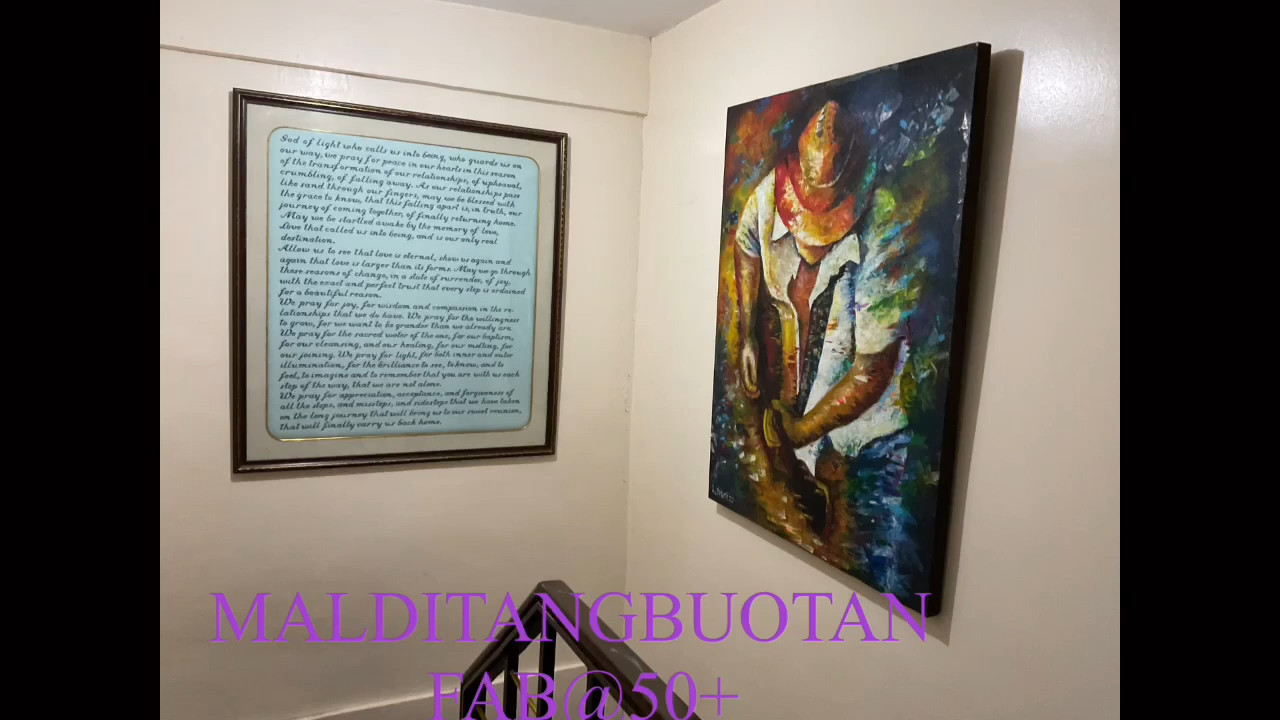 God of light who calls us into being, who guards us on
our way, we pray for peace in our hearts in this season
of the transformation of our relationships, of upheaval,
crumbling, of falling away. As our relationships pass
like sand through our fingers, may we be blessed with
the grace to know, that this falling apart is, in truth, our
journey of coming together, of finally returning home.
May we be startled awake by the memory of love,
Love that called us into being, and is our only real
destination.
Allow us to see that love is eternal, show us again and
again that love is larger than its forms. May we go through
these seasons of change, in a state of surrender, of joy,
with the exact and perfect trust that every step is ordained
for a beautiful reason.
We pray for joy, for wisdom and compassion in the re-
lationships that we do have. We pray for the willingness
to grow, for we want to be grander than we already are.
We pray for the sacred water of the one, for our baptism,
for our cleansing, and our healing, for our melting, for
our joining. We pray for light, for both inner and outer
illumination, for the brilliance to see, to know, and to
feel, to imagine and to remember that you are with us each
step of the way, that we are not alone.
We pray for appreciation, acceptance, and forgiveness of
all the steps, and missteps, and sidesteps that we have taken
on the long journey that will bring us to our sweet reunion,
that will finally carry us back home.
MALDITANGBUOTAN
FAB@50+